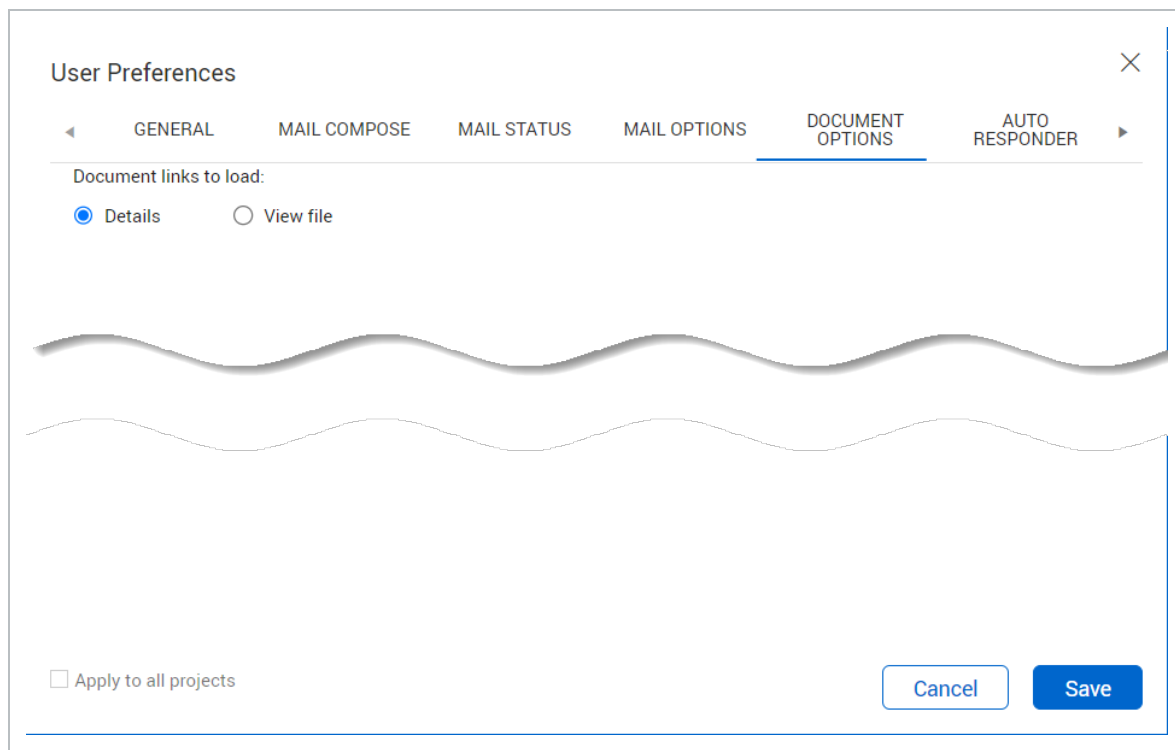 User Preferences
GENERAL MAIL COMPOSE MAIL STATUS MAIL OPTIONS DOCUMENT OPTIONS AUTO RESPONDER
Document links to load:
Details View file
Apply to all projects
Cancel Save